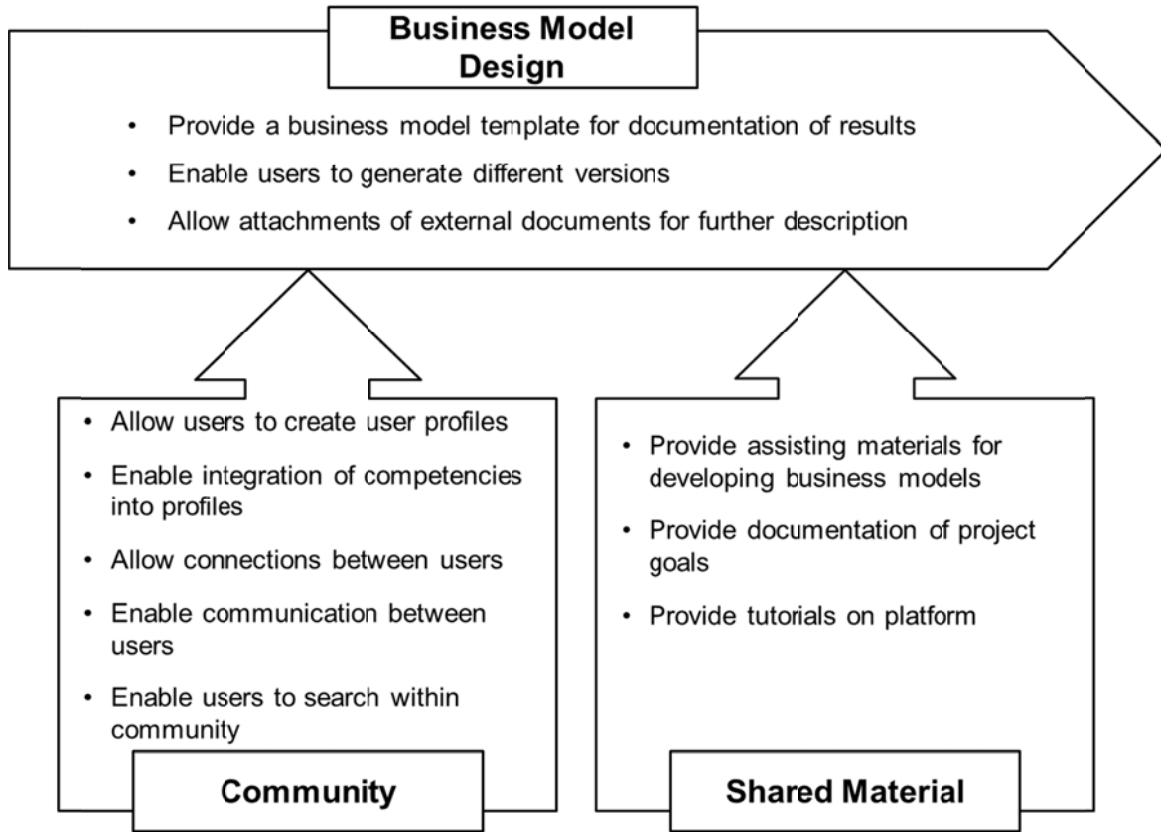 Business Model
Design
• Provide a business model template for documentation of results
• Enable users to generate different versions
• Allow attachments of external documents for further description
• Allow users to create user profiles
• Enable integration of competencies
into profiles
• Allow connections between users
• Enable communication between
users
• Enable users to search within
community
Community
• Provide assisting materials for
developing business models
• Provide documentation of project
goals
• Provide tutorials on platform
Shared Material